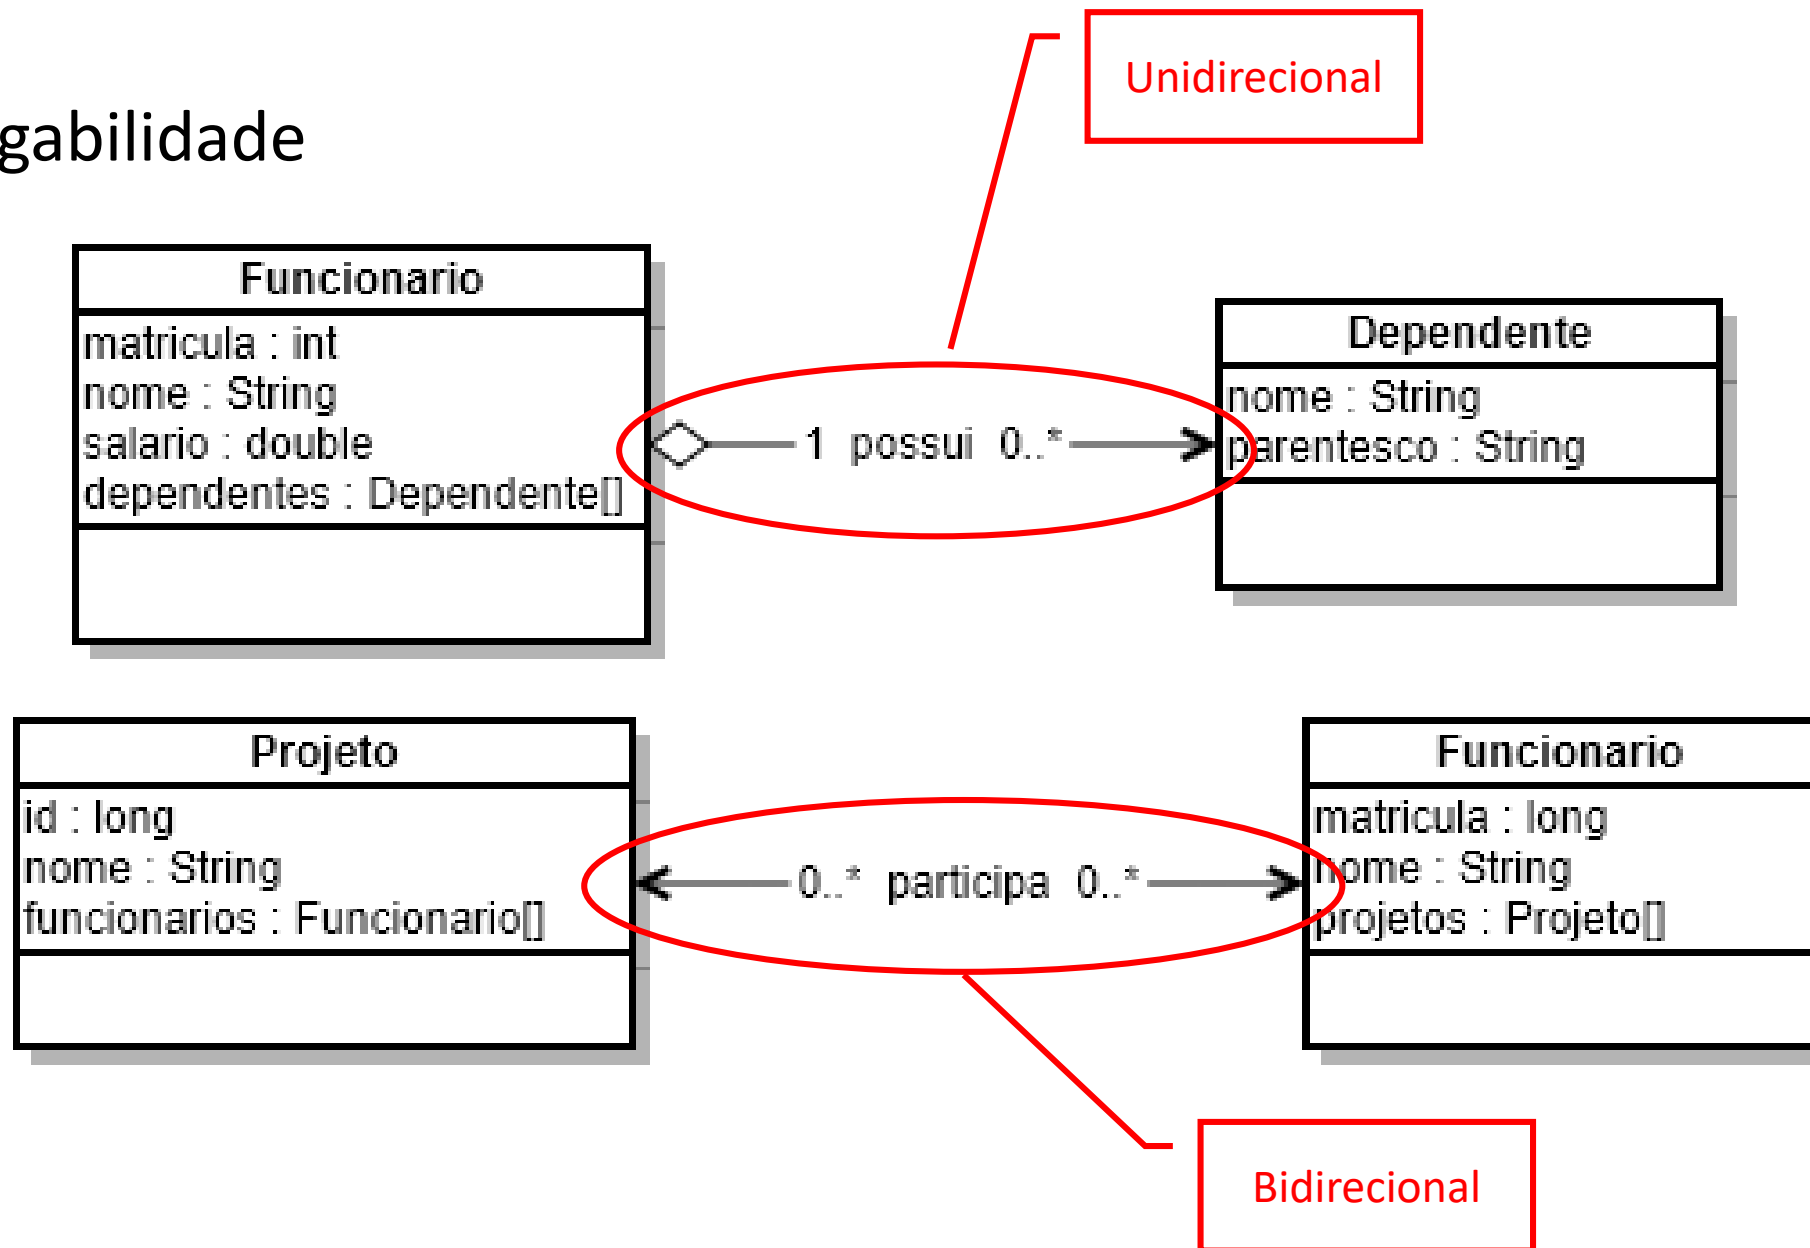 Unidirecional
gabilidade
Funcionario
matricula : int
nome : String
salario : double
dependentes : Dependente[]
1 possui 0..*
Dependente
nome : String
parentesco : String
Projeto
id : long
nome : String
funcionarios : Funcionario[]
0..* participa 0..*
Funcionario
matricula : long
nome : String
projetos : Projeto[]
Bidirecional